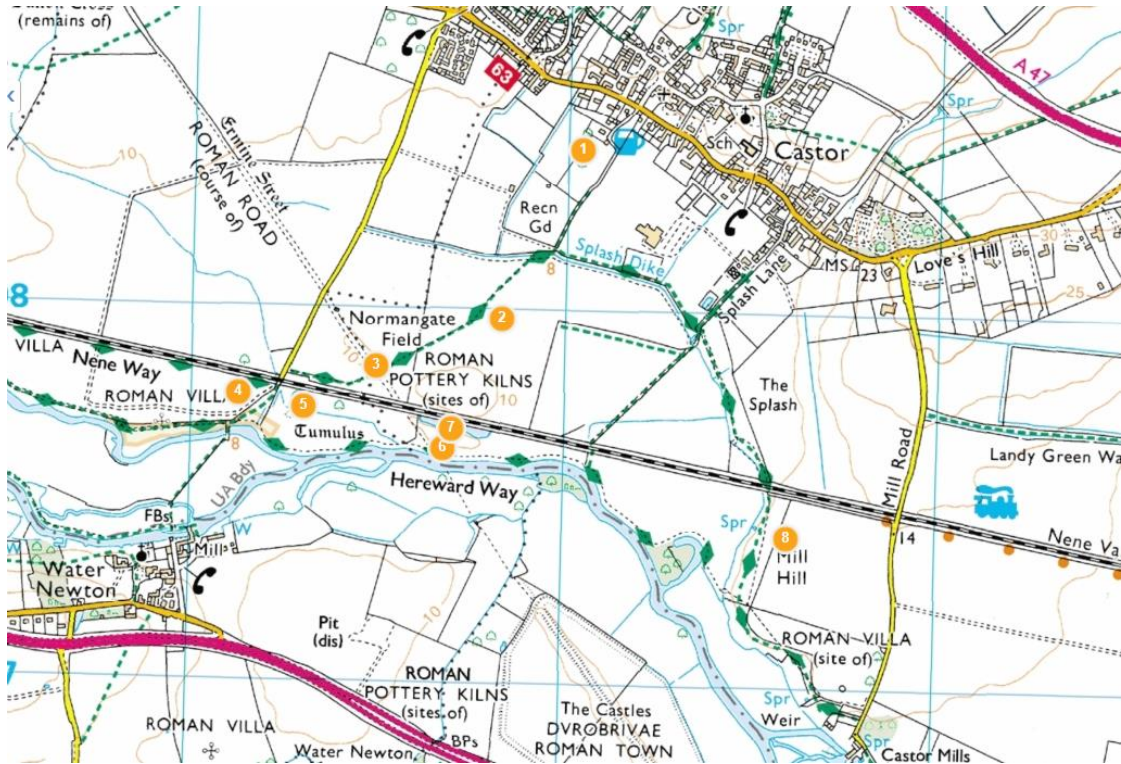 (remains of)
Spr
A 47
63
Spr
Ermine Street
ROMAN ROAD
(course of)
10
1
Sch
Castor
Recn
Gd
Splash Dike
8
MS
23
Love's Hill
30
25
Splash Lane
8
2
Normangate
Field
10
3
ROMAN
POTTERY KILNS
(sites of)
10
VILLA
Nene Way
4
ROMAN VILLA
5
The
Splash
Tumulus
7
6
8
Mill Road
Landy Green Wa
UA Bdy
Hereward Way
FBs
W
W
Spr
8
Mill
Hill
14
Nene Va
Mill
Water
Newton
10
Pit
(dis)
ROMAN VILLA
(site of)
7
ROMAN
POTTERY KILNS
(sites of)
The Castles
DVROBRIVAE
ROMAN TOWN
Spr
Weir
ROMAN VILLA
BPs
Spr
Water Newton
Castor Mills